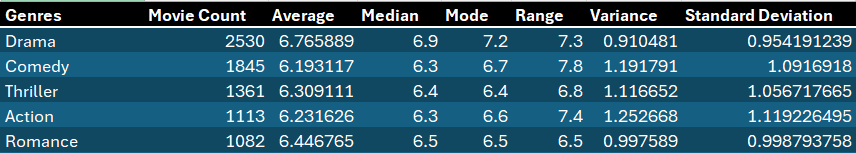 Genres Movie Count Average Median Mode Range Variance Standard Deviation
Drama 2530 6.765889 6.9 7.2 7.3 0.910481 0.954191239
Comedy 1845 6.193117 6.3 6.7 7.8 1.191791 1.0916918
Thriller 1361 6.309111 6.4 6.4 6.8 1.116652 1.056717665
Action 1113 6.231626 6.3 6.6 7.4 1.252668 1.119226495
Romance 1082 6.446765 6.5 6.5 6.5 0.997589 0.998793758